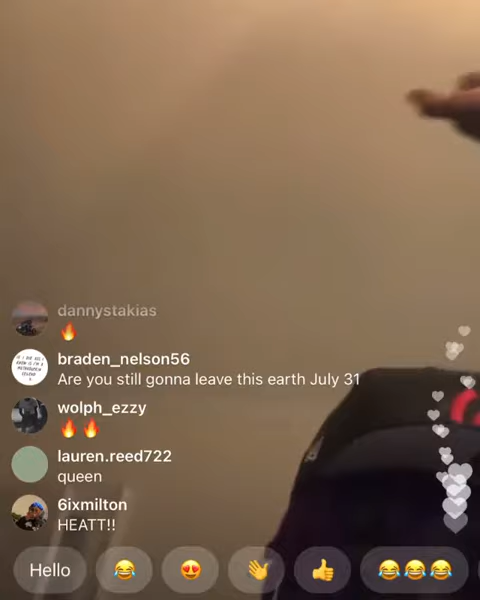 dannystakias
🔥
braden_nelson56
Are you still gonna leave this earth July 31
wolph_ezzy
🔥🔥
lauren.reed722
queen
6ixmilton
HEATT!!
Hello 😂 😍 👋 👍 😂😂😂